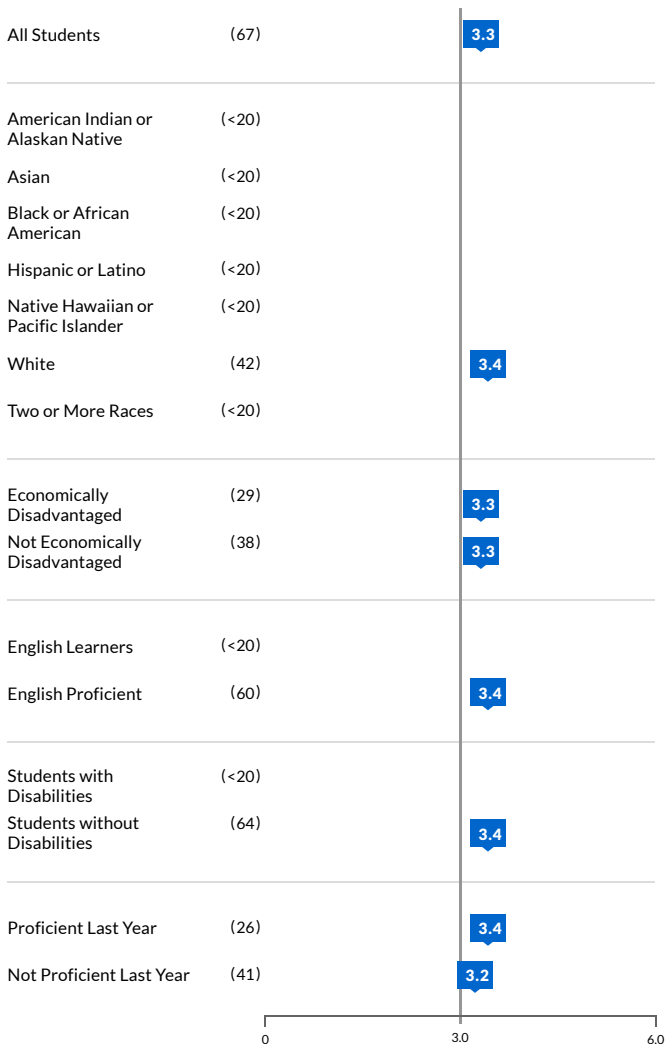 All Students (67) 3.3
American Indian or (<20)
Alaskan Native
Asian (<20)
Black or African (<20)
American
Hispanic or Latino (<20)
Native Hawaiian or (<20)
Pacific Islander
White (42) 3.4
Two or More Races (<20)
Economically (29) 3.3
Disadvantaged
Not Economically (38) 3.3
Disadvantaged
English Learners (<20)
English Proficient (60) 3.4
Students with (<20)
Disabilities
Students without (64) 3.4
Disabilities
Proficient Last Year (26) 3.4
Not Proficient Last Year (41) 3.2
0 3.0 6.0